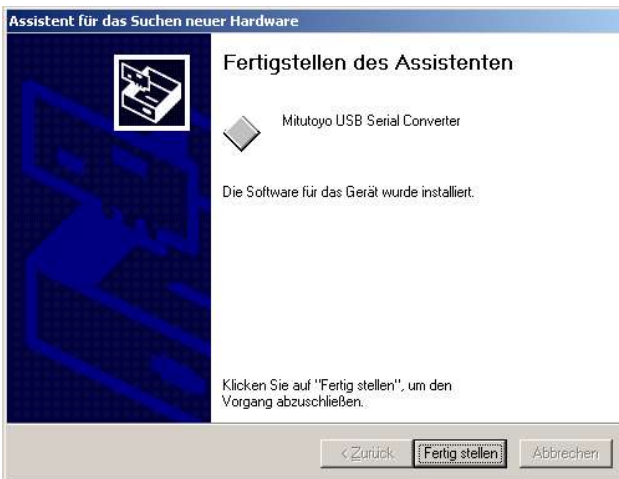 Assistent für das Suchen neuer Hardware
Fertigstellen des Assistenten
Mitutoyo USB Serial Converter
Die Software für das Gerät wurde installiert.
Klicken Sie auf "Fertig stellen", um den
Vorgang abzuschließen.
< Zurück Fertig stellen Abbrechen